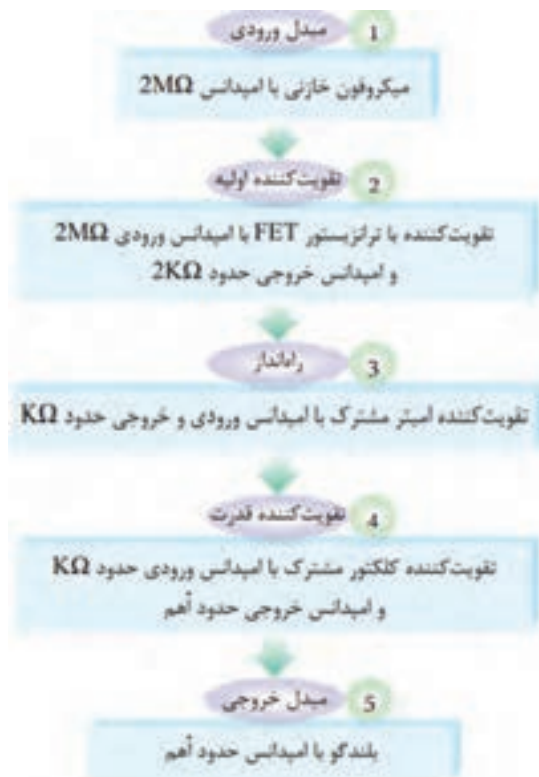 1 مبدل ورودی
میکروفون خازنی با امپدانس 2MΩ
2 تقویت‌کننده اولیه
تقویت‌کننده با ترانزیستور FET با امپدانس ورودی 2MΩ
و امپدانس خروجی حدود 2KΩ
3 راه‌انداز
تقویت‌کننده امیتر مشترک با امپدانس ورودی و خروجی حدود KΩ
4 تقویت‌کننده قدرت
تقویت‌کننده کلکتور مشترک با امپدانس ورودی حدود KΩ
و امپدانس خروجی حدود اُهم
5 مبدل خروجی
بلندگو با امپدانس حدود اُهم